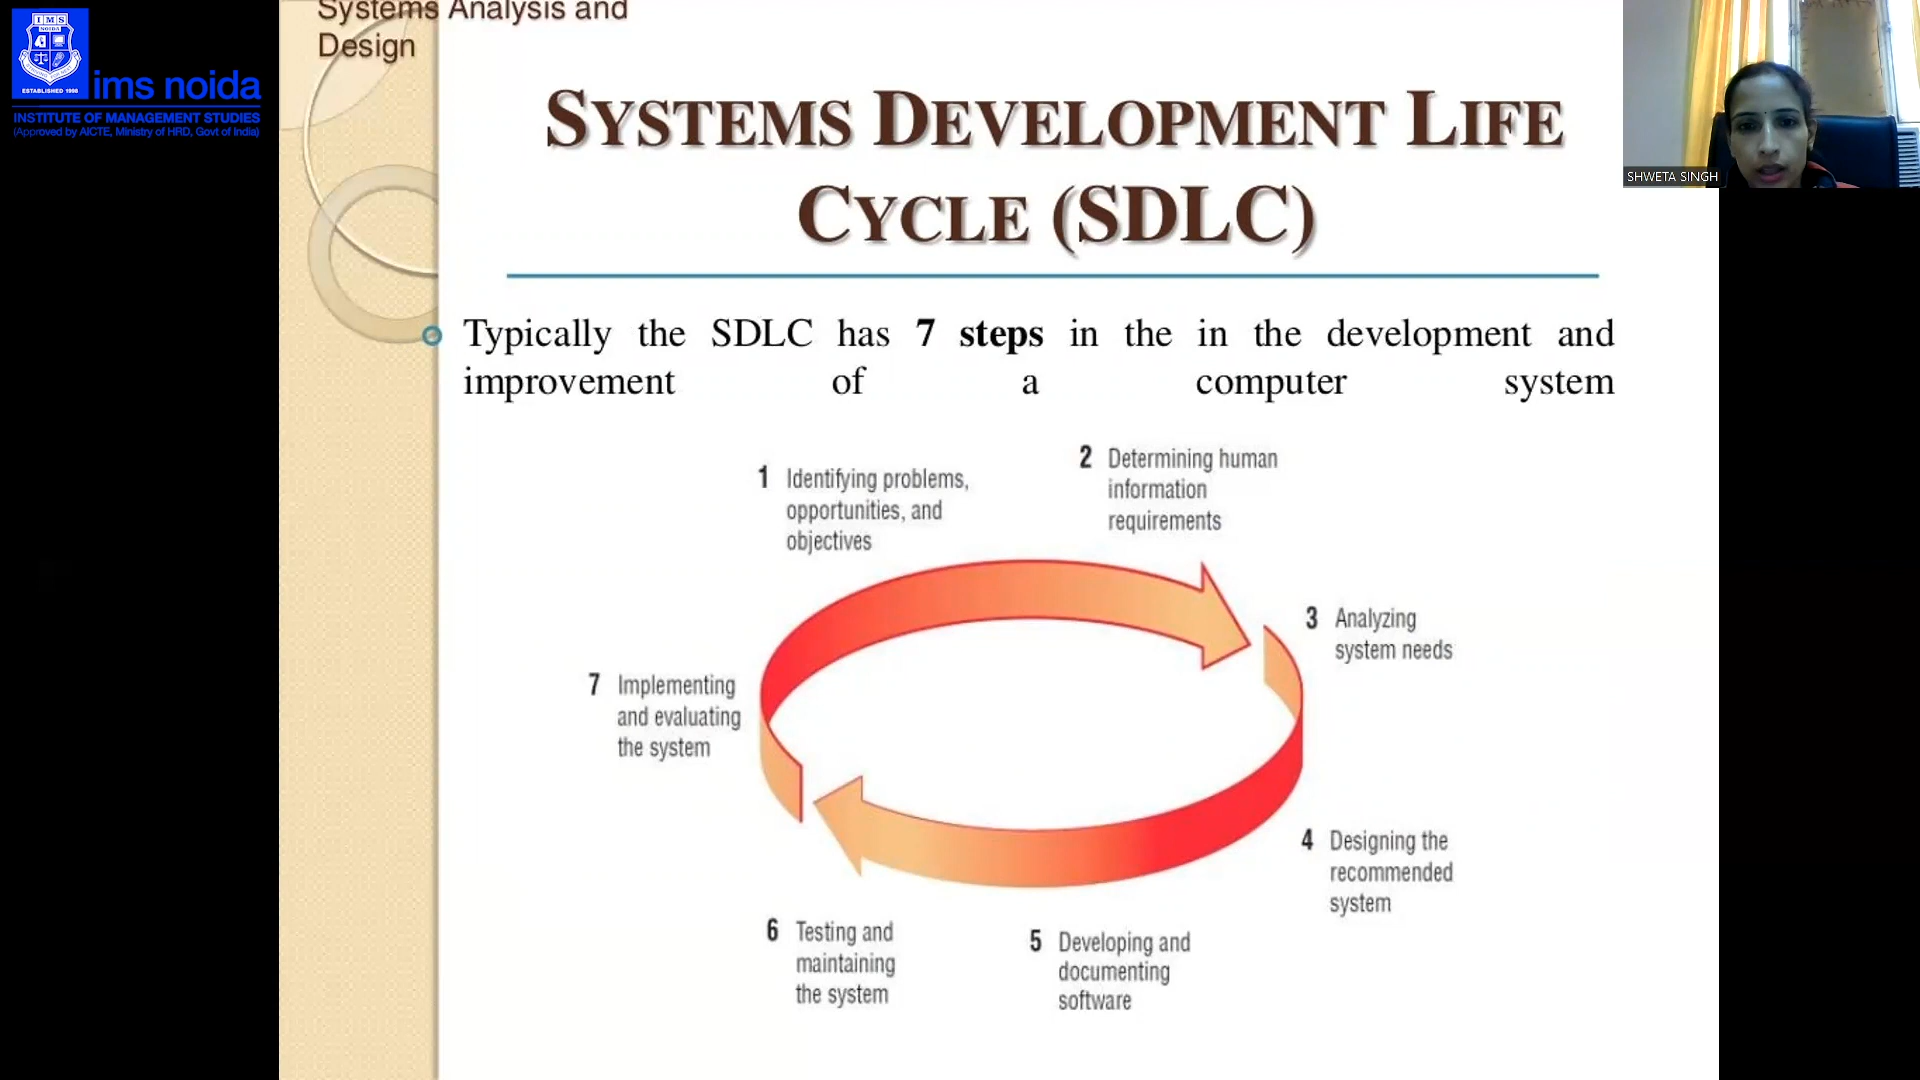 Systems Analysis and
Design
IMS
NOIDA
ESTABLISHED 1998
ims noida
INSTITUTE OF MANAGEMENT STUDIES
(Approved by AICTE, Ministry of HRD, Govt of India)
SYSTEMS DEVELOPMENT LIFE
CYCLE (SDLC)
SHWETA SINGH
Typically the SDLC has 7 steps in the in the development and
improvement of a computer system
1 Identifying problems,
opportunities, and
objectives
2 Determining human
information
requirements
3 Analyzing
system needs
4 Designing the
recommended
system
5 Developing and
documenting
software
6 Testing and
maintaining
the system
7 Implementing
and evaluating
the system